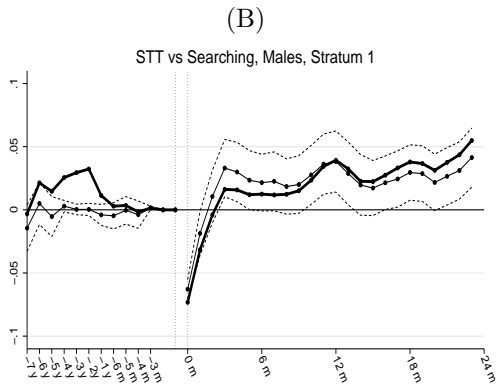 (B)
STT vs Searching, Males, Stratum 1
.1
.05
0
−.05
−.1
−7 y
−6 y
−5 y
−4 y
−3 y
−2 y
−1 y
−6 m
−5 m
−4 m
−3 m
0 m
6 m
12 m
18 m
24 m